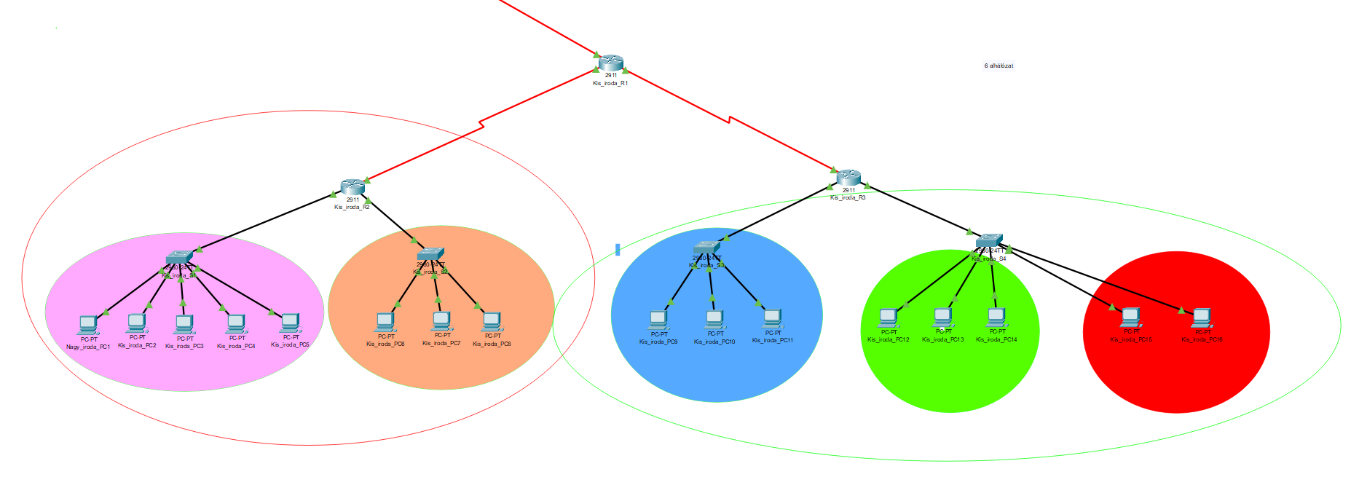 6 alhálózat
2911
Kis_iroda_R1
2911
Kis_iroda_R2
2911
Kis_iroda_R3
Kis_iroda_S2
Kis_iroda_S4
PC-PT
Nagy_iroda_PC1
PC-PT
Kis_iroda_PC2
PC-PT
Kis_iroda_PC3
PC-PT
Kis_iroda_PC4
PC-PT
Kis_iroda_PC5
PC-PT
Kis_iroda_PC6
PC-PT
Kis_iroda_PC7
PC-PT
PC-PT
Kis_iroda_PC9
PC-PT
Kis_iroda_PC10
PC-PT
Kis_iroda_PC11
PC-PT
Kis_iroda_PC12
PC-PT
Kis_iroda_PC13
PC-PT
Kis_iroda_PC14
PC-PT
Kis_iroda_PC15
PC-PT
Kis_iroda_PC16